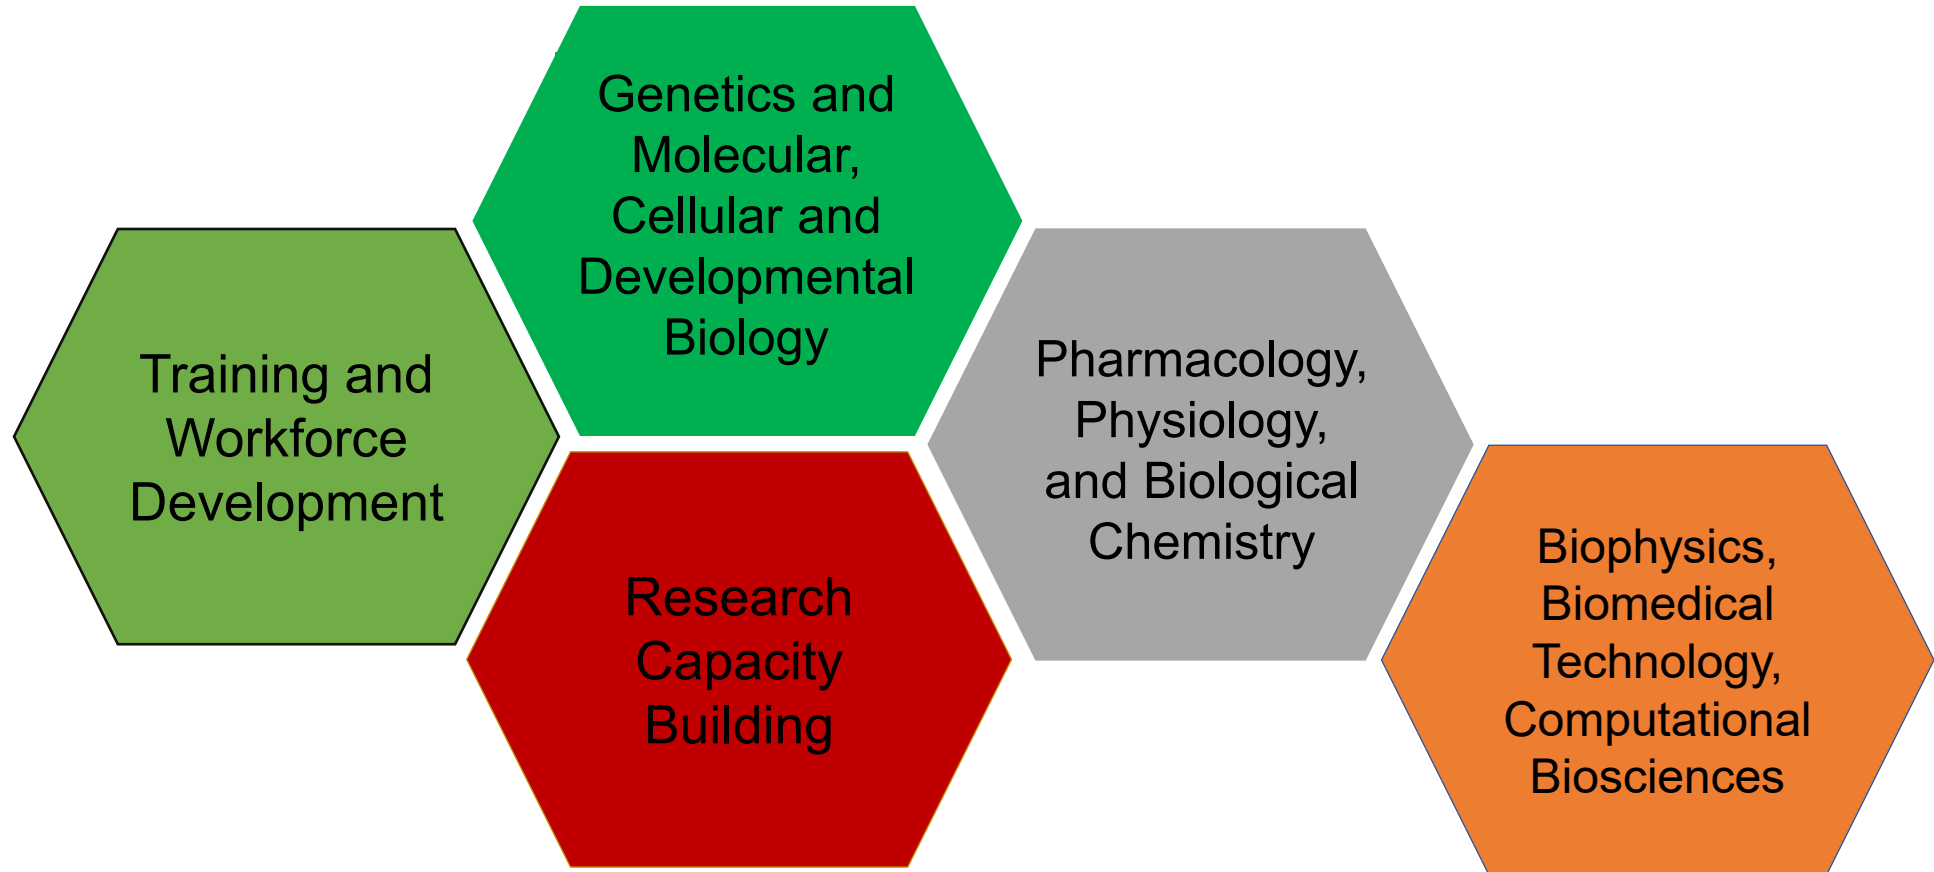 Genetics and
Molecular,
Cellular and
Developmental
Biology
Training and
Workforce
Development
Pharmacology,
Physiology,
and Biological
Chemistry
Research
Capacity
Building
Biophysics,
Biomedical
Technology,
Computational
Biosciences